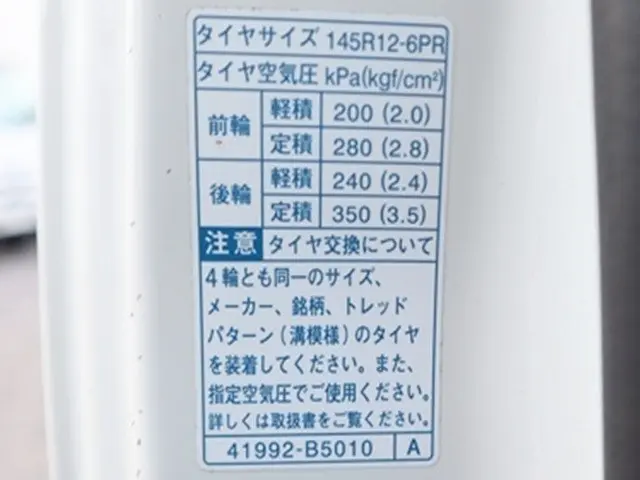 タイヤサイズ 145R12-6PR
タイヤ空気圧 kPa(kgf/cm²)
前輪 軽積 200 (2.0)
定積 280 (2.8)
後輪 軽積 240 (2.4)
定積 350 (3.5)
注意 タイヤ交換について
4輪とも同一のサイズ、
メーカー、銘柄、トレッド
パターン(溝模様)のタイヤ
を装着してください。また、
指定空気圧でご使用ください。
詳しくは取扱書をご覧ください。
41992-B5010 A